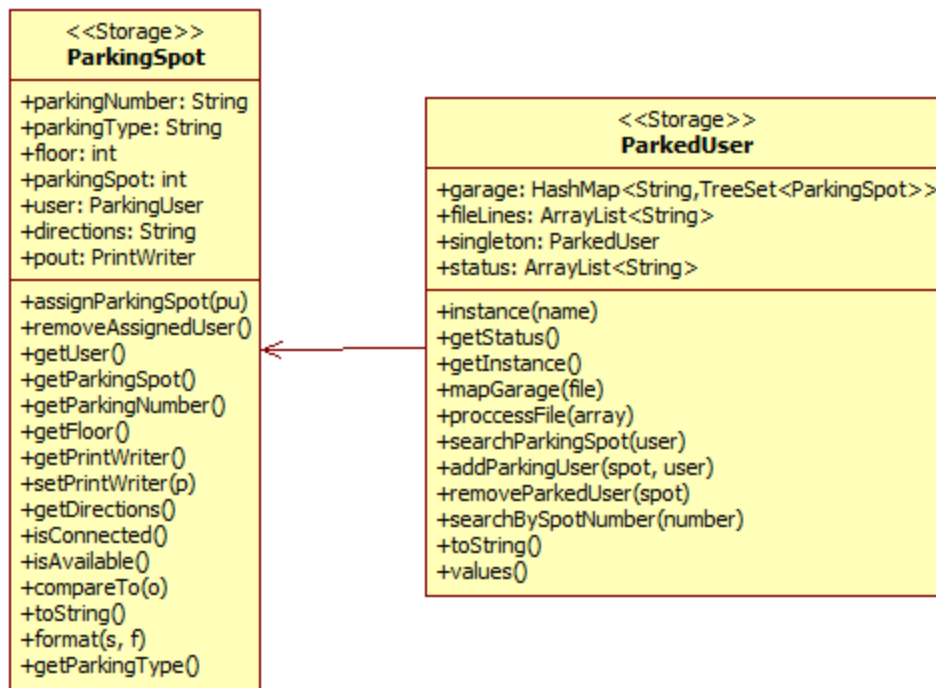 <<Storage>>
ParkingSpot
+parkingNumber: String
+parkingType: String
+floor: int
+parkingSpot: int
+user: ParkingUser
+directions: String
+pout: PrintWriter
+assignParkingSpot(pu)
+removeAssignedUser()
+getUser()
+getParkingSpot()
+getParkingNumber()
+getFloor()
+getPrintWriter()
+setPrintWriter(p)
+getDirections()
+isConnected()
+isAvailable()
+compareTo(o)
+toString()
+format(s, f)
+getParkingType()
<<Storage>>
ParkedUser
+garage: HashMap<String,TreeSet<ParkingSpot>>
+fileLines: ArrayList<String>
+singleton: ParkedUser
+status: ArrayList<String>
+instance(name)
+getStatus()
+getInstance()
+mapGarage(file)
+proccessFile(array)
+searchParkingSpot(user)
+addParkingUser(spot, user)
+removeParkedUser(spot)
+searchBySpotNumber(number)
+toString()
+values()